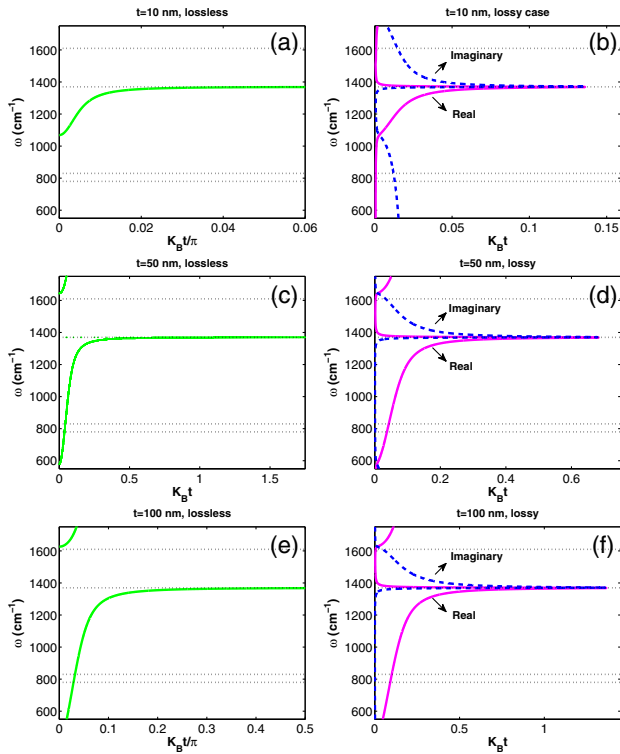 t=10 nm, lossless
t=10 nm, lossy case
(a)
(b)
Imaginary
Real
1600
1400
1200
1000
800
600
ω (cm⁻¹)
0
0.02
0.04
0.06
K_B t/π
1600
1400
1200
1000
800
600
ω (cm⁻¹)
0
0.05
0.1
0.15
K_B t
t=50 nm, lossless
t=50 nm, lossy
(c)
(d)
Imaginary
Real
1600
1400
1200
1000
800
600
ω (cm⁻¹)
0
0.5
1
1.5
K_B t
1600
1400
1200
1000
800
600
ω (cm⁻¹)
0
0.2
0.4
0.6
K_B t
t=100 nm, lossless
t=100 nm, lossy
(e)
(f)
Imaginary
Real
1600
1400
1200
1000
800
600
ω (cm⁻¹)
0
0.1
0.2
0.3
0.4
0.5
K_B t/π
1600
1400
1200
1000
800
600
ω (cm⁻¹)
0
0.5
1
K_B t